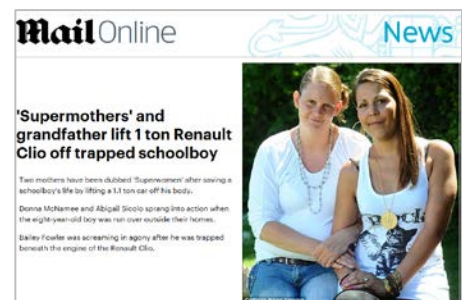 Mail Online
News
'Supermothers' and
grandfather lift 1 ton Renault
Clio off trapped schoolboy
Two mothers have been dubbed 'Superwomen' after saving a
schoolboy's life by lifting a 1.1 ton car off his body.
Donna McNamee and Abigail Sicolo sprang into action when
the eight-year-old boy was run over outside their homes.
Bailey Fowler was screaming in agony after he was trapped
beneath the engine of the Renault Clio.